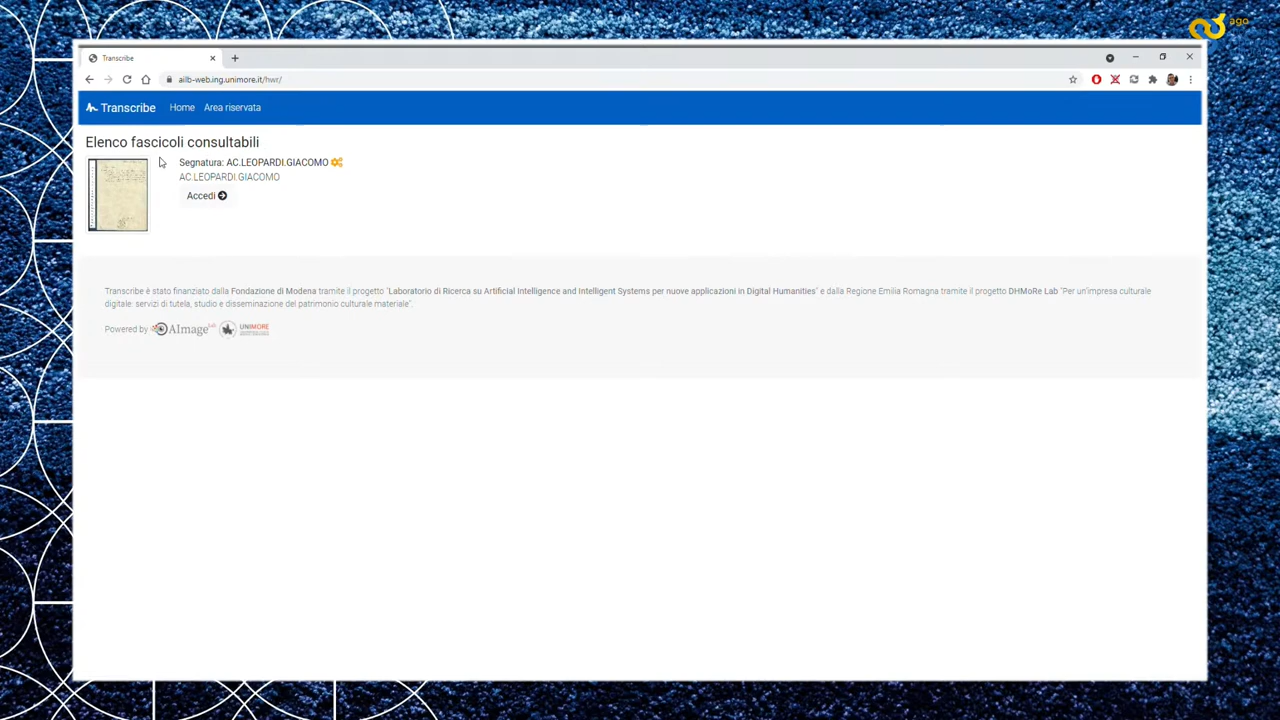 ago
Transcribe
ailb-web.ing.unimore.it/hwr/
Transcribe Home Area riservata
Elenco fascicoli consultabili
Segnatura: AC.LEOPARDI.GIACOMO
AC.LEOPARDI.GIACOMO
Accedi
Transcribe è stato finanziato dalla Fondazione di Modena tramite il progetto "Laboratorio di Ricerca su Artificial Intelligence and Intelligent Systems per nuove applicazioni in Digital Humanities" e dalla Regione Emilia Romagna tramite il progetto DHMoRe Lab "Per un'impresa culturale
digitale: servizi di tutela, studio e disseminazione del patrimonio culturale materiale".
Powered by AImageLab UNIMORE